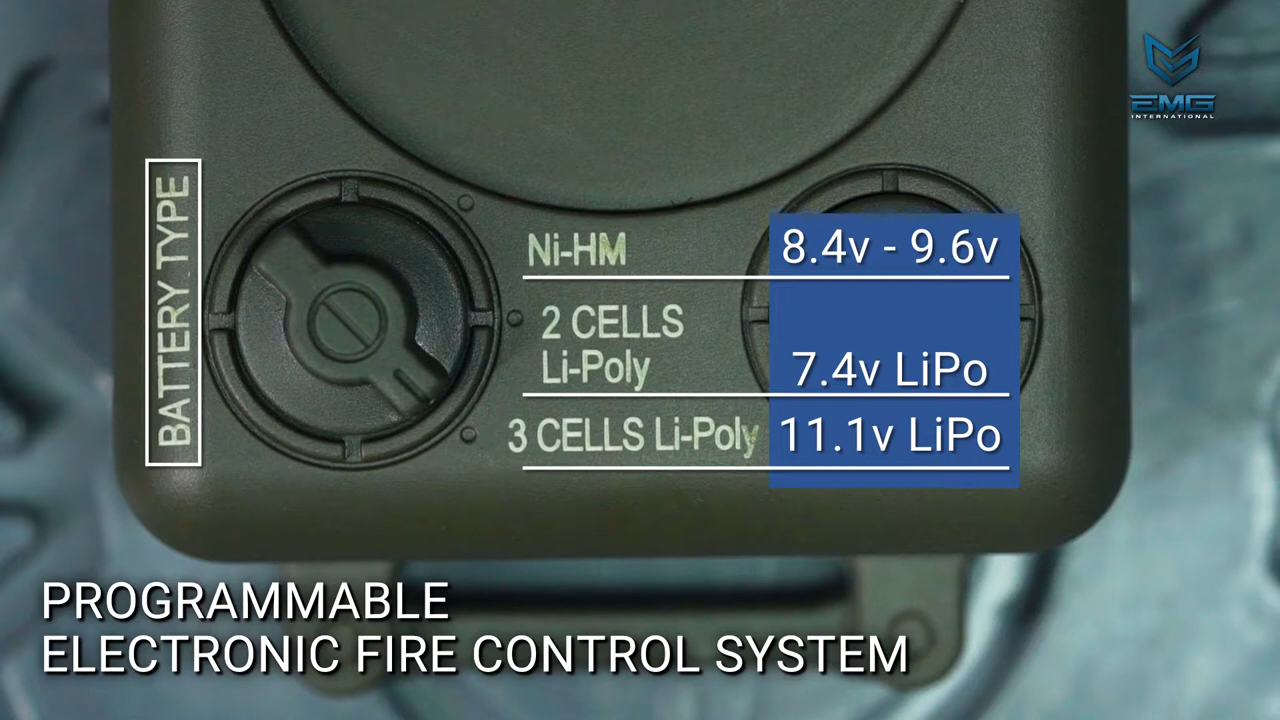 EMG
INTERNATIONAL
BATTERY TYPE
Ni-HM
8.4v - 9.6v
2 CELLS
Li-Poly
7.4v LiPo
3 CELLS Li-Poly
11.1v LiPo
PROGRAMMABLE
ELECTRONIC FIRE CONTROL SYSTEM